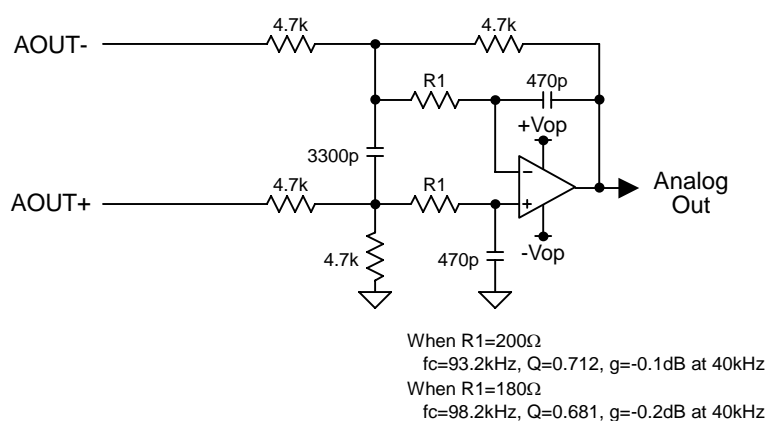 4.7k
4.7k
AOUT-
R1
470p
+Vop
3300p
4.7k
R1
Analog
Out
AOUT+
−
+
4.7k
470p
-Vop
When R1=200Ω
fc=93.2kHz, Q=0.712, g=-0.1dB at 40kHz
When R1=180Ω
fc=98.2kHz, Q=0.681, g=-0.2dB at 40kHz